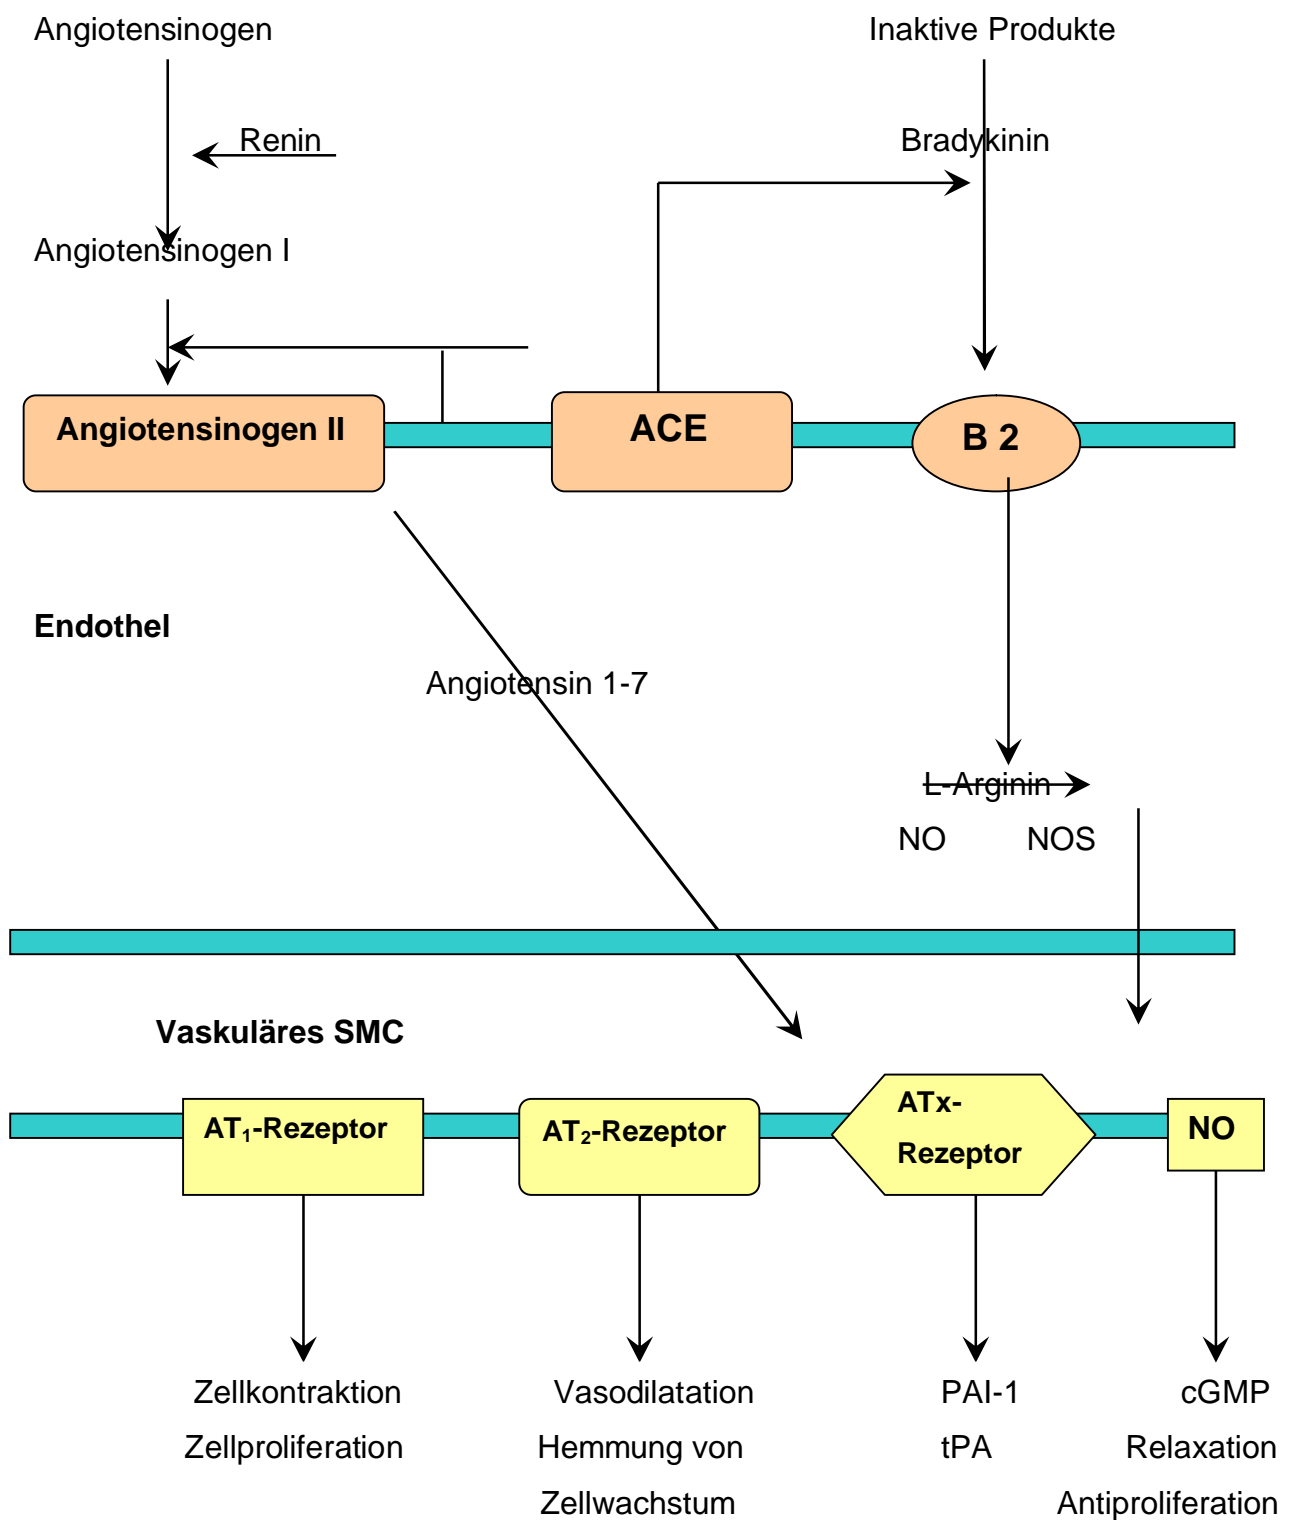 Angiotensinogen
Inaktive Produkte
Renin
Bradykinin
Angiotensinogen I
Angiotensinogen II
ACE
B 2
Endothel
Angiotensin 1-7
L-Arginin
NO NOS
Vaskuläres SMC
AT₁-Rezeptor
AT₂-Rezeptor
ATx-
Rezeptor
NO
Zellkontraktion
Zellproliferation
Vasodilatation
Hemmung von
Zellwachstum
PAI-1
tPA
cGMP
Relaxation
Antiproliferation